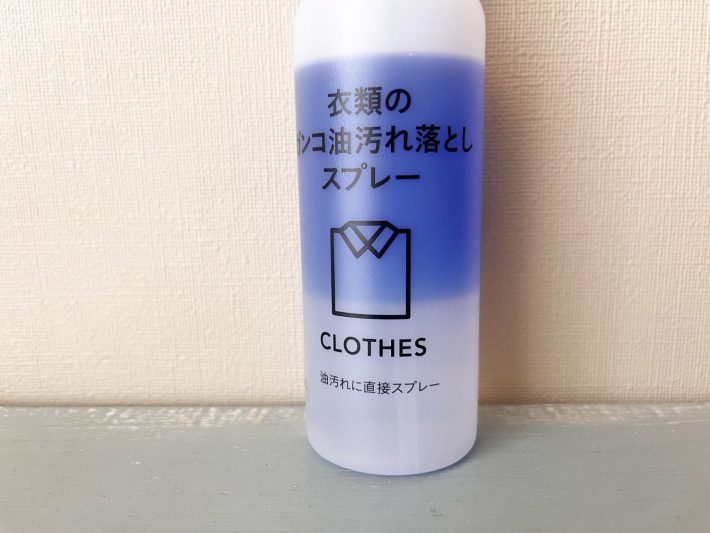 衣類の
ガンコ油汚れ落とし
スプレー
CLOTHES
油汚れに直接スプレー